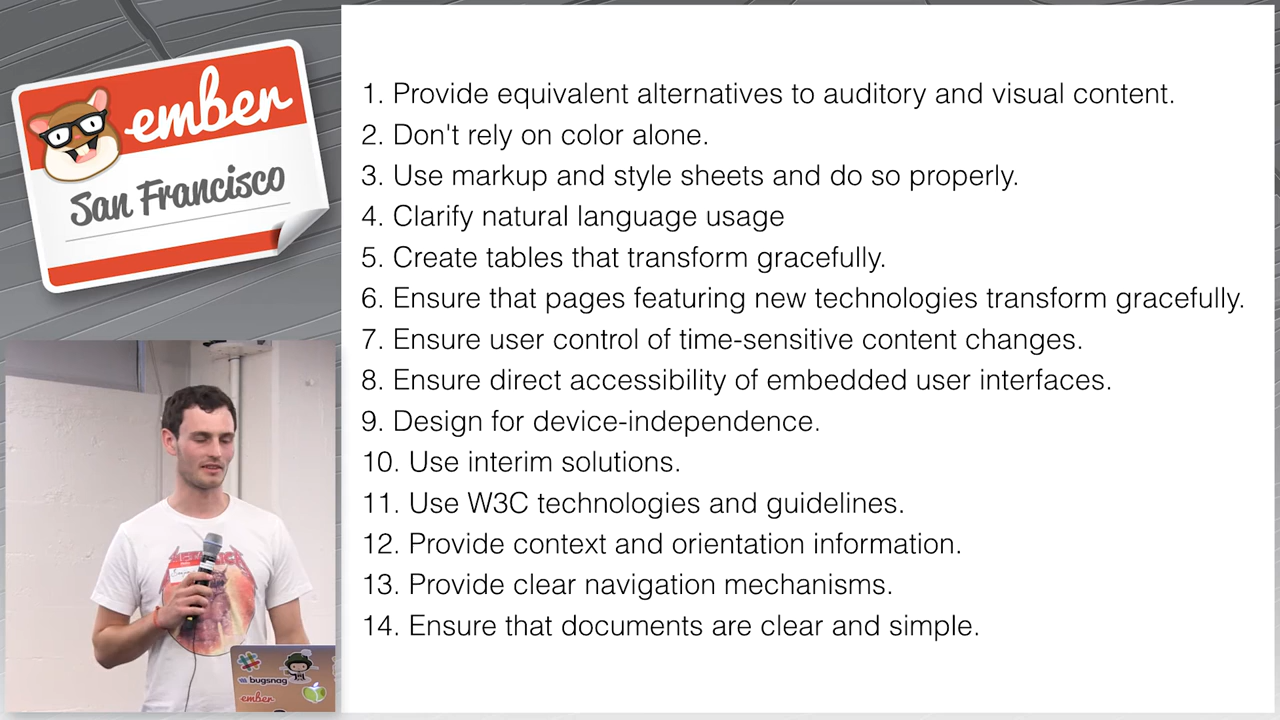 ember
San Francisco
1. Provide equivalent alternatives to auditory and visual content.
2. Don't rely on color alone.
3. Use markup and style sheets and do so properly.
4. Clarify natural language usage
5. Create tables that transform gracefully.
6. Ensure that pages featuring new technologies transform gracefully.
7. Ensure user control of time-sensitive content changes.
8. Ensure direct accessibility of embedded user interfaces.
9. Design for device-independence.
10. Use interim solutions.
11. Use W3C technologies and guidelines.
12. Provide context and orientation information.
13. Provide clear navigation mechanisms.
14. Ensure that documents are clear and simple.
bugsnag
ember